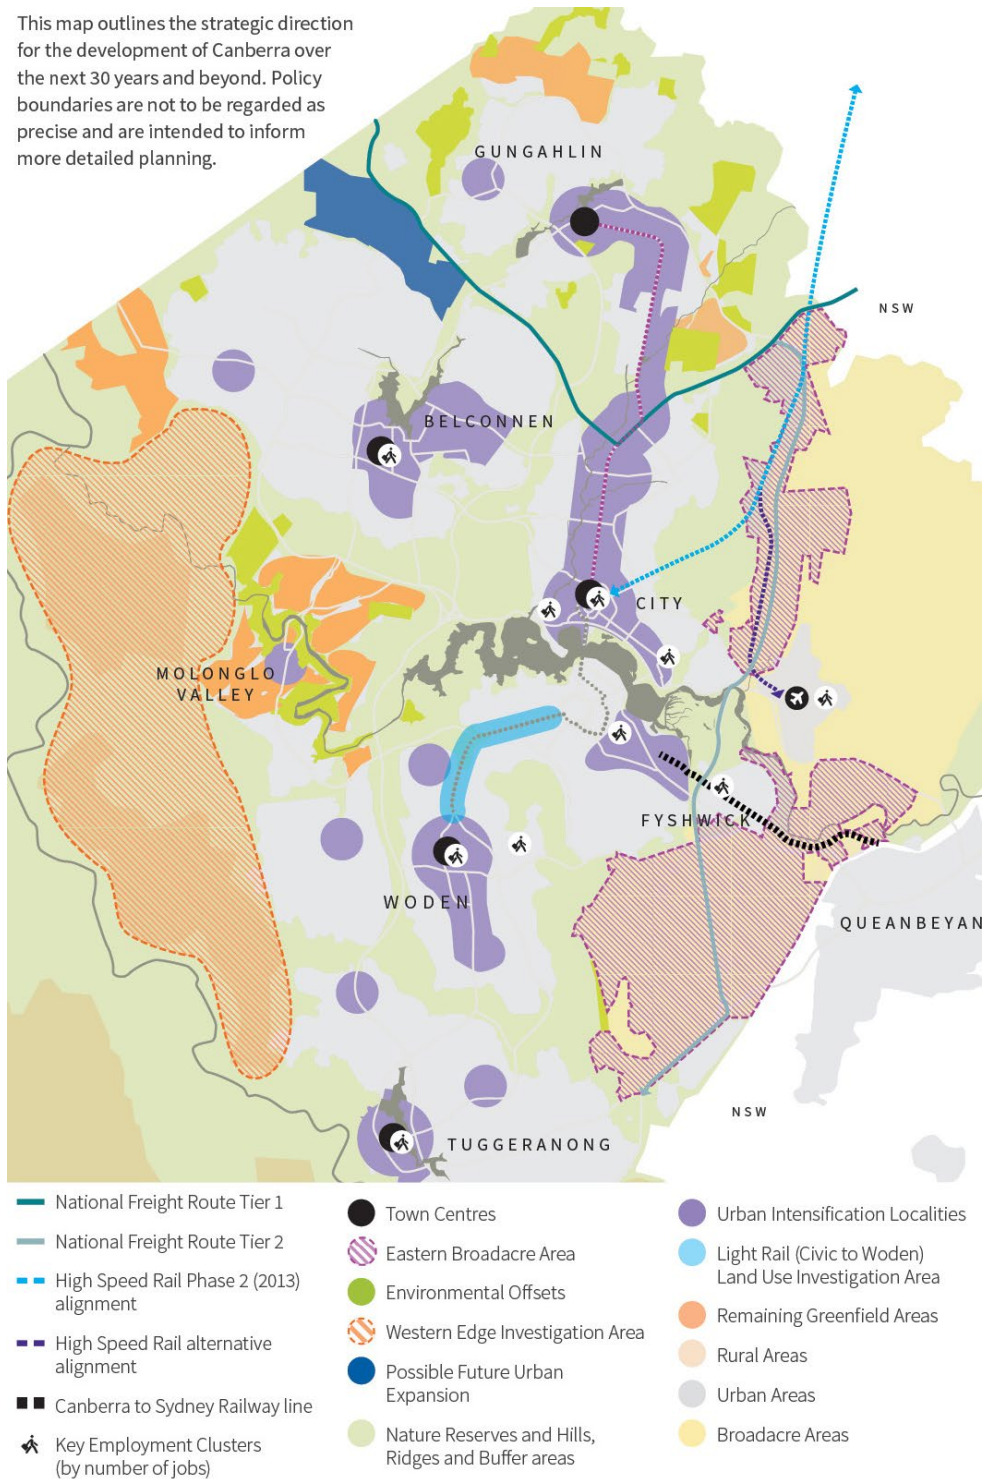 This map outlines the strategic direction
for the development of Canberra over
the next 30 years and beyond. Policy
boundaries are not to be regarded as
precise and are intended to inform
more detailed planning.
GUNGAHLIN
NSW
BELCONNEN
CITY
MOLONGLO
VALLEY
FYSHWICK
WODEN
QUEANBEYAN
NSW
TUGGERANONG
National Freight Route Tier 1
National Freight Route Tier 2
High Speed Rail Phase 2 (2013)
alignment
High Speed Rail alternative
alignment
Canberra to Sydney Railway line
Key Employment Clusters
(by number of jobs)
Town Centres
Eastern Broadacre Area
Environmental Offsets
Western Edge Investigation Area
Possible Future Urban
Expansion
Nature Reserves and Hills,
Ridges and Buffer areas
Urban Intensification Localities
Light Rail (Civic to Woden)
Land Use Investigation Area
Remaining Greenfield Areas
Rural Areas
Urban Areas
Broadacre Areas